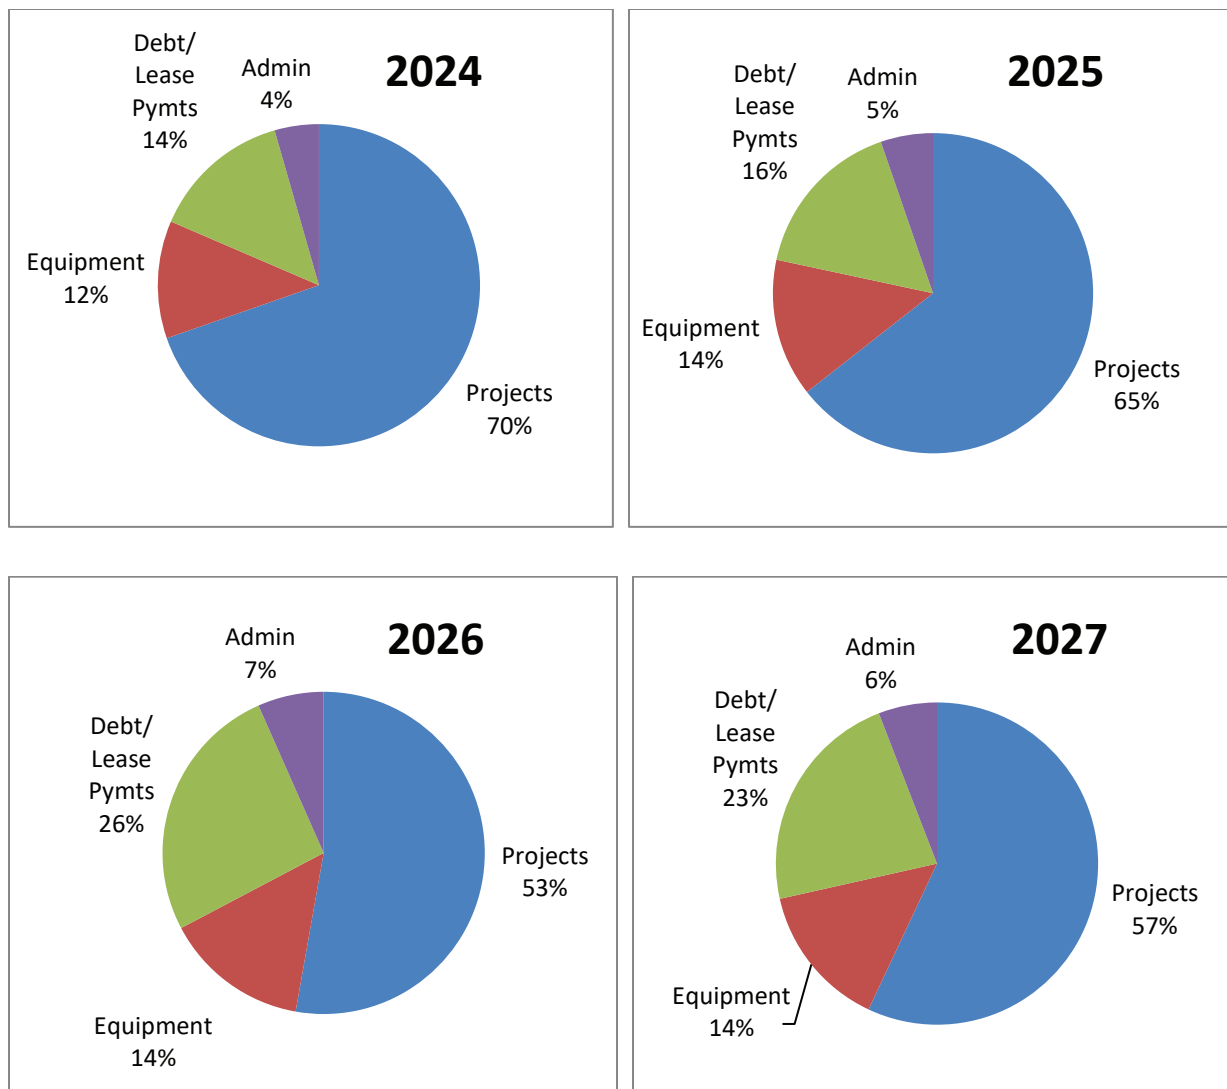 2024
Debt/
Lease
Pymts
14%
Admin
4%
Equipment
12%
Projects
70%
2025
Debt/
Lease
Pymts
16%
Admin
5%
Equipment
14%
Projects
65%
2026
Admin
7%
Debt/
Lease
Pymts
26%
Projects
53%
Equipment
14%
2027
Admin
6%
Debt/
Lease
Pymts
23%
Projects
57%
Equipment
14%